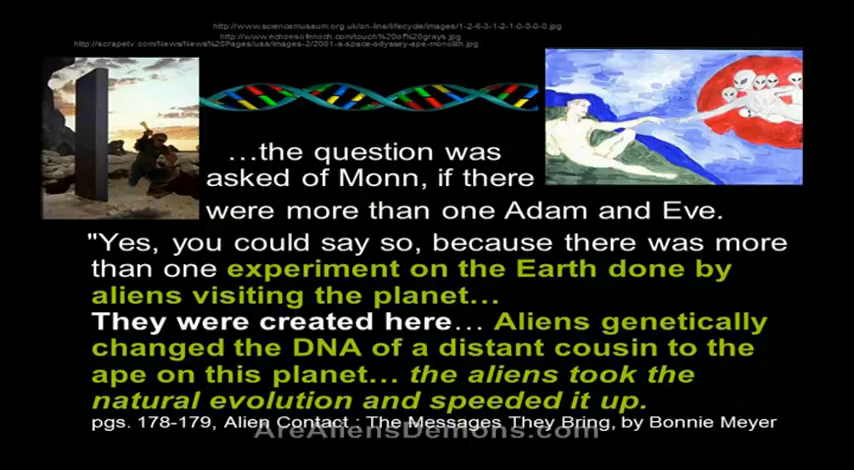 http://www.sciencemuseum.org.uk/on-line/lifecycle/images/1-2-6-3-1-2-1-0-0-0-0.jpg
http://www.echoesofenoch.com/touch%20of%20grays.jpg
http://scrapetv.com/News/News%20Pages/usa/images-2/2001-a-space-odyssey-ape-monolith.jpg
…the question was
asked of Monn, if there
were more than one Adam and Eve.
"Yes, you could say so, because there was more
than one experiment on the Earth done by
aliens visiting the planet…
They were created here… Aliens genetically
changed the DNA of a distant cousin to the
ape on this planet… the aliens took the
natural evolution and speeded it up.
pgs. 178-179, Alien Contact : The Messages They Bring, by Bonnie Meyer
AreAliensDemons.com